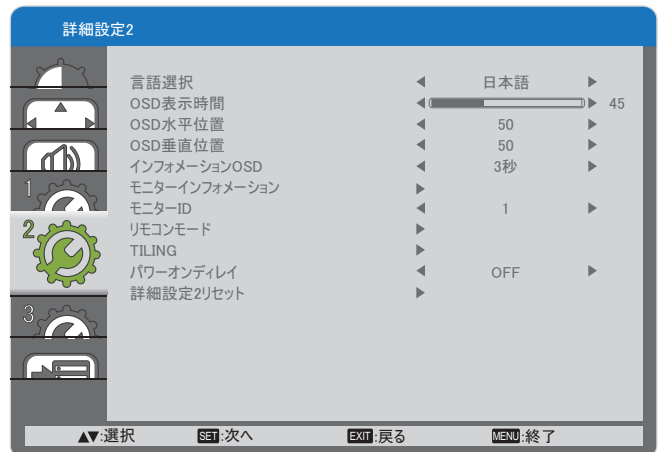 詳細設定2
言語選択 ◀ 日本語 ▶
OSD表示時間 ◀ ▶ 45
OSD水平位置 ◀ 50 ▶
OSD垂直位置 ◀ 50 ▶
インフォメーションOSD ◀ 3秒 ▶
モニターインフォメーション ▶
モニターID ◀ 1 ▶
リモコンモード ▶
TILING ▶
パワーオンディレイ ◀ OFF ▶
詳細設定2リセット ▶
1
2
3
▲▼:選択 SET:次へ EXIT:戻る MENU:終了